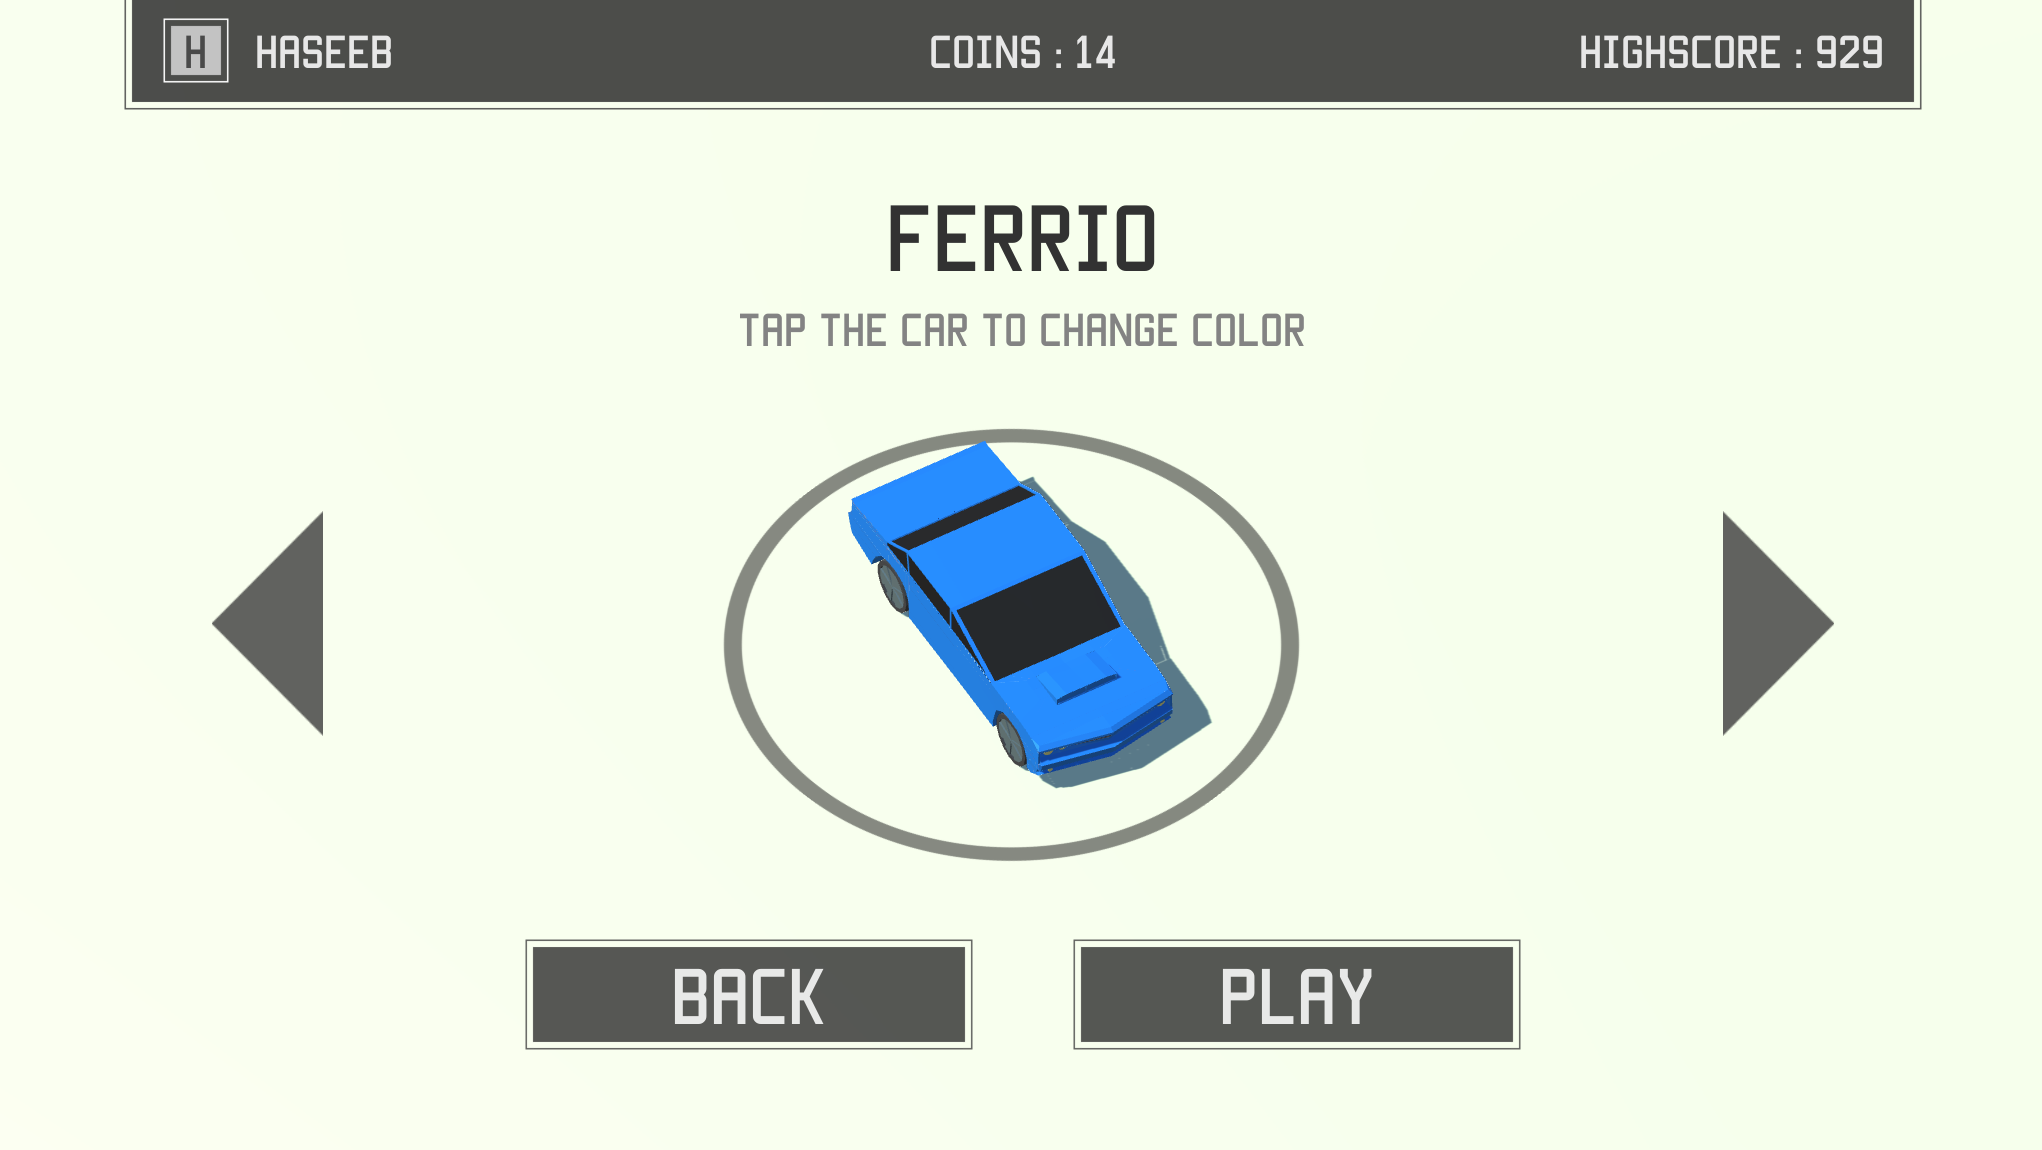 H HASEEB COINS : 14 HIGHSCORE : 929
FERRIO
TAP THE CAR TO CHANGE COLOR
BACK PLAY